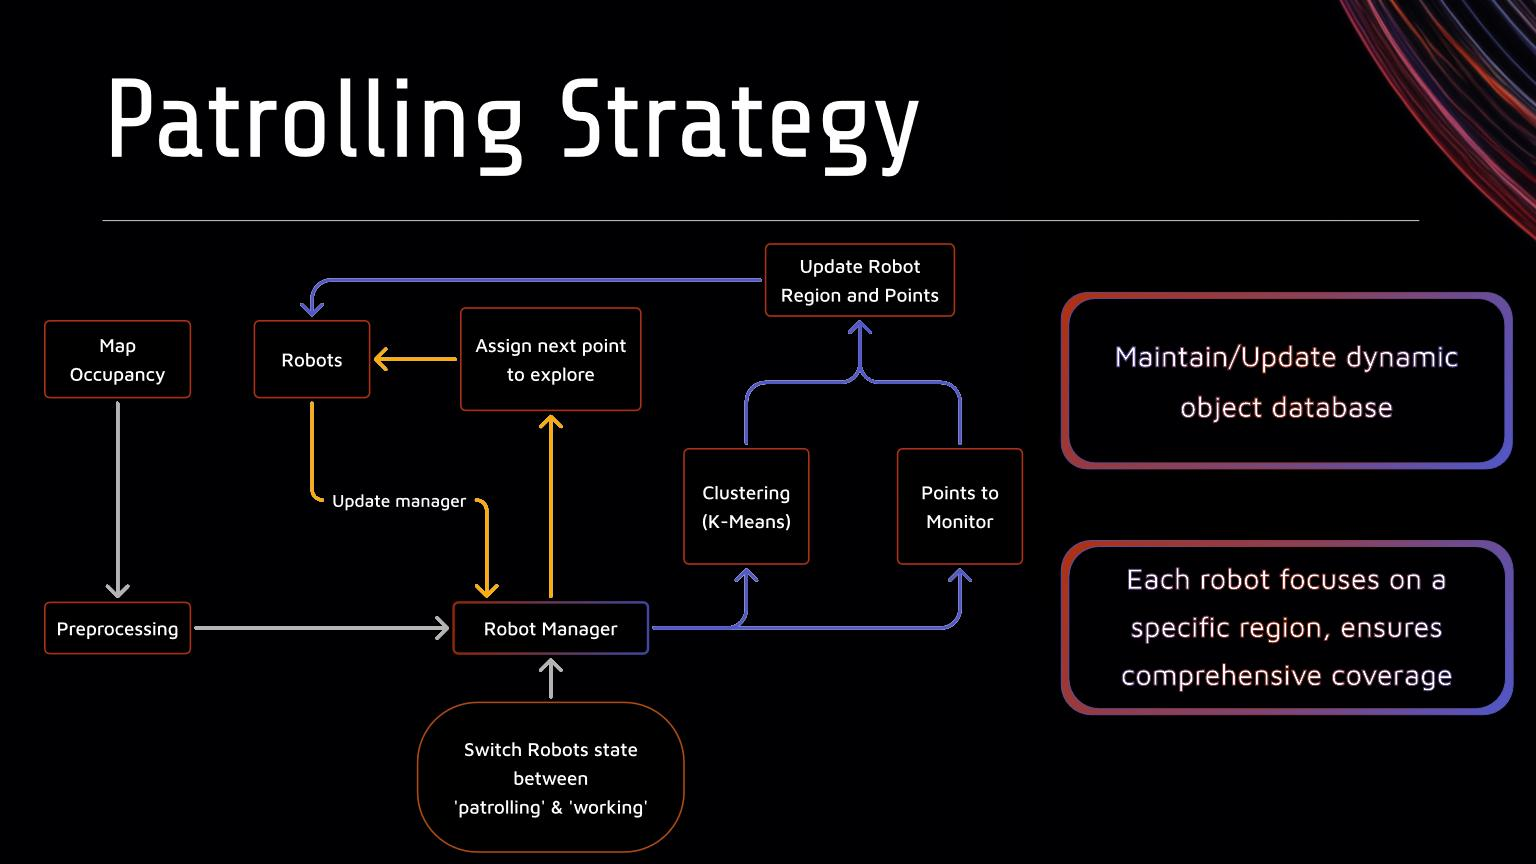 Patrolling Strategy
Update Robot
Region and Points
Map
Occupancy
Robots
Assign next point
to explore
Update manager
Clustering
(K-Means)
Points to
Monitor
Preprocessing
Robot Manager
Switch Robots state
between
'patrolling' & 'working'
Maintain/Update dynamic
object database
Each robot focuses on a
specific region, ensures
comprehensive coverage